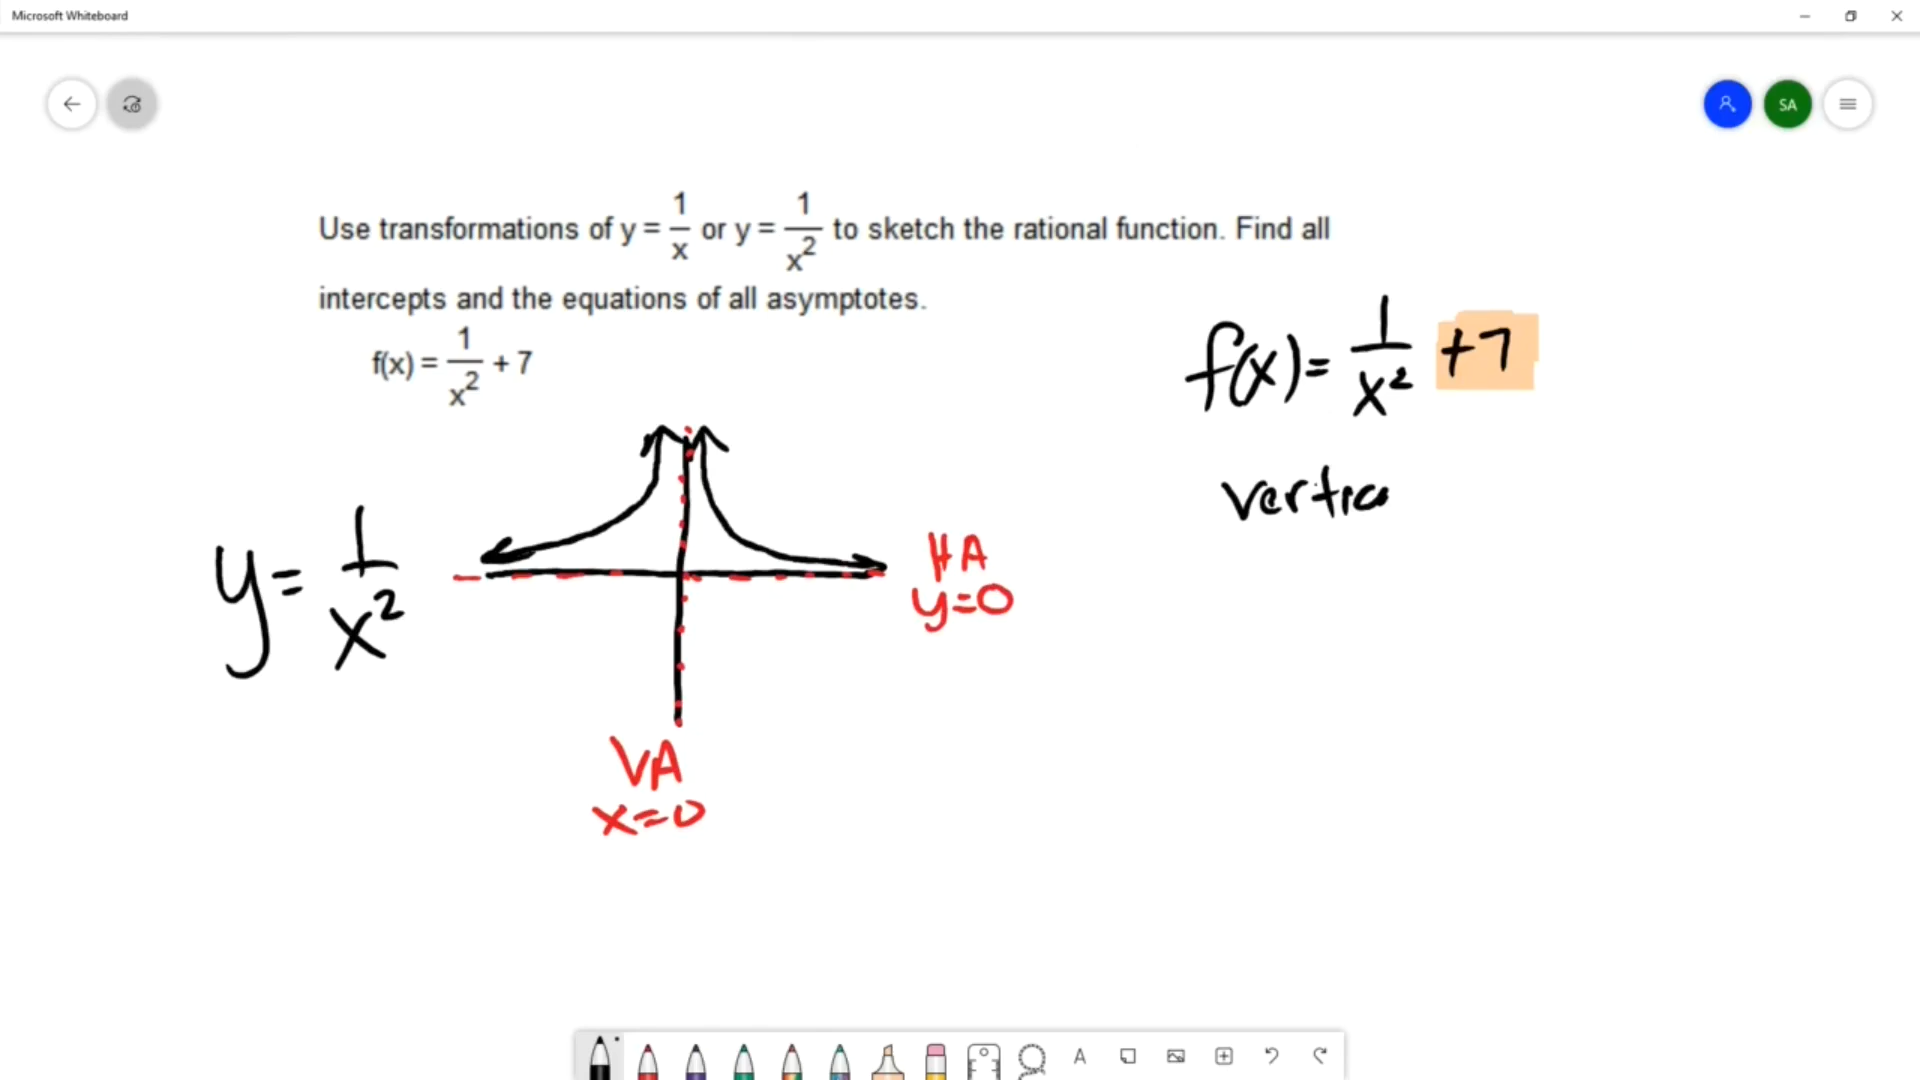 Microsoft Whiteboard
SA
Use transformations of y = 1/x or y = 1/x² to sketch the rational function. Find all
intercepts and the equations of all asymptotes.
f(x) = 1/x² + 7
f(x) = 1/x² +7
vertica
y = 1/x²
HA
y=0
VA
x=0
A